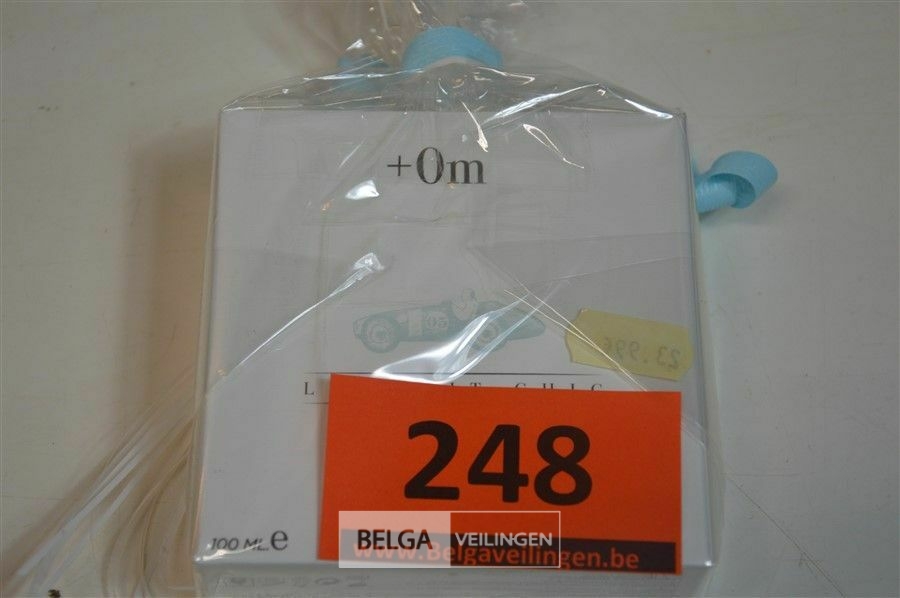 +0m
23.99€
248
BELGA VEILINGEN
www.Belgaveilingen.be
100 ML.e